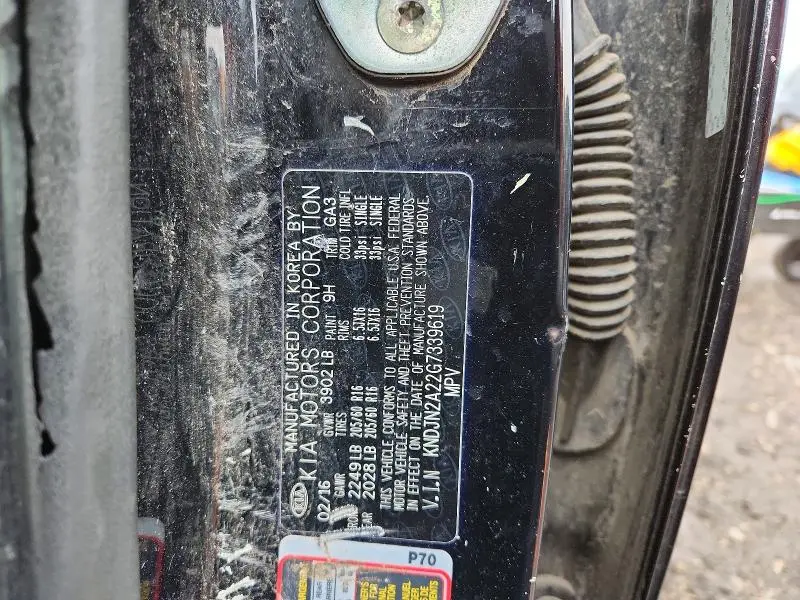 MANUFACTURED IN KOREA BY
KIA KIA MOTORS CORPORATION
02/16 GVWR 3902 LB PAINT 9H TRIM GA3
GAWR TIRES RIMS COLD TIRE INFL
2249 LB 205/60 R16 6.5JX16 33psi SINGLE
2028 LB 205/60 R16 6.5JX16 33psi SINGLE
THIS VEHICLE CONFORMS TO ALL APPLICABLE U.S.A. FEDERAL
MOTOR VEHICLE SAFETY AND THEFT PREVENTION STANDARDS
IN EFFECT ON THE DATE OF MANUFACTURE SHOWN ABOVE.
V.I.N KNDJN2A22G7339619
MPV
P70